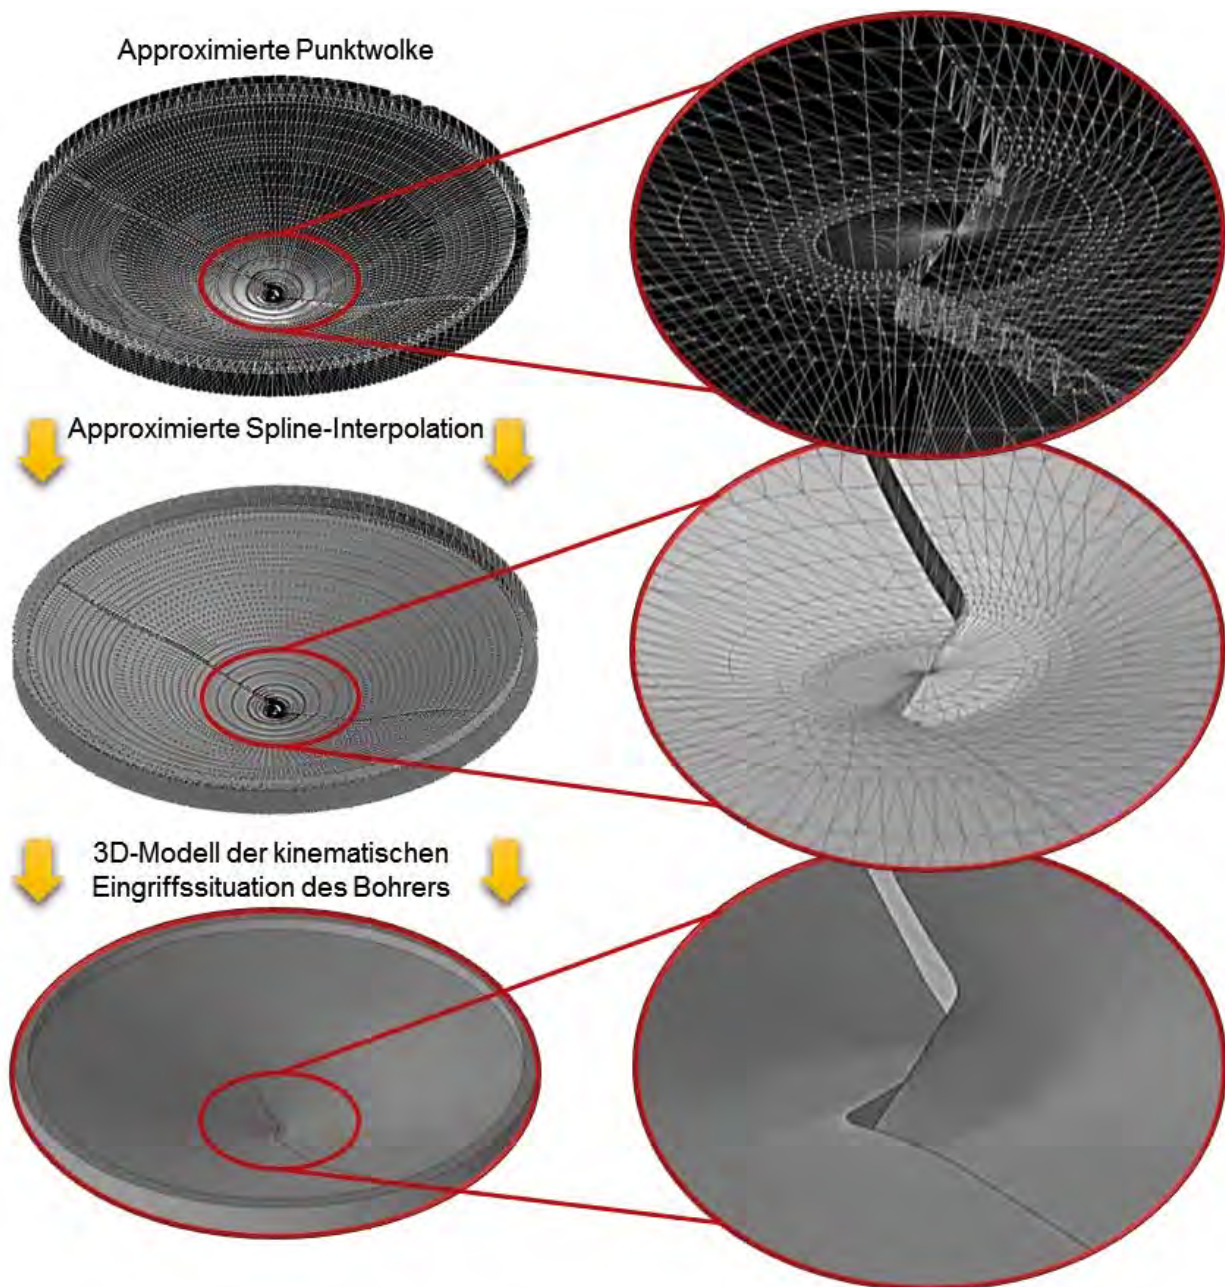 Approximierte Punktwolke
Approximierte Spline-Interpolation
3D-Modell der kinematischen
Eingriffssituation des Bohrers